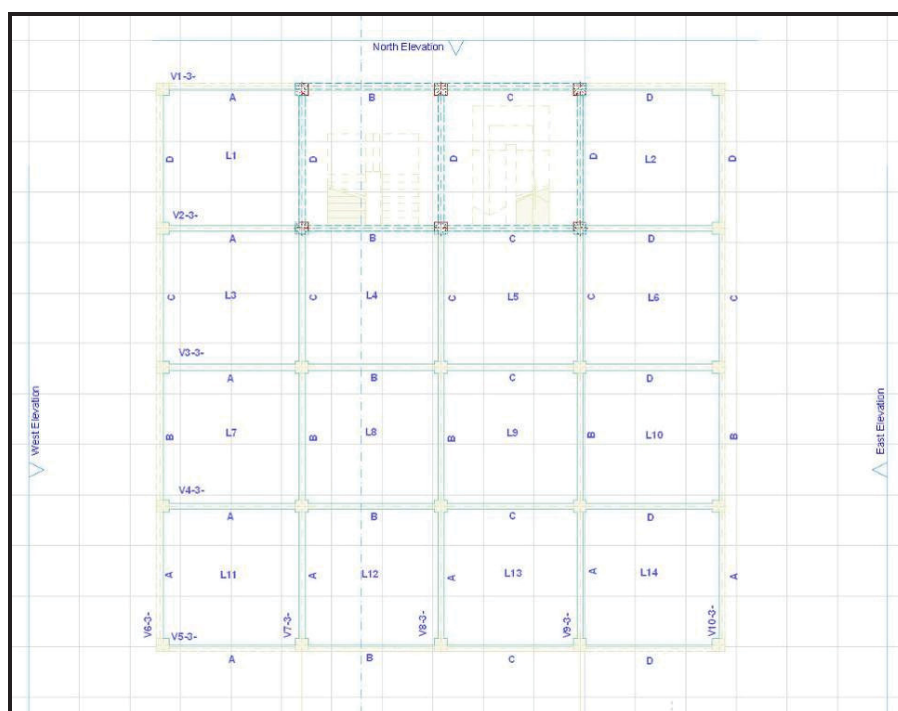 North Elevation
V1-3-
A B C D
D L1 D D D L2 D
V2-3-
A B C D
C L3 C L4 C L5 C L6 C
V3-3-
A B C D
B L7 B L8 B L9 B L10 B
V4-3-
A B C D
A L11 A L12 A L13 A L14 A
V6-3- V5-3- V7-3- V8-3- V9-3- V10-3-
A B C D
West Elevation
East Elevation